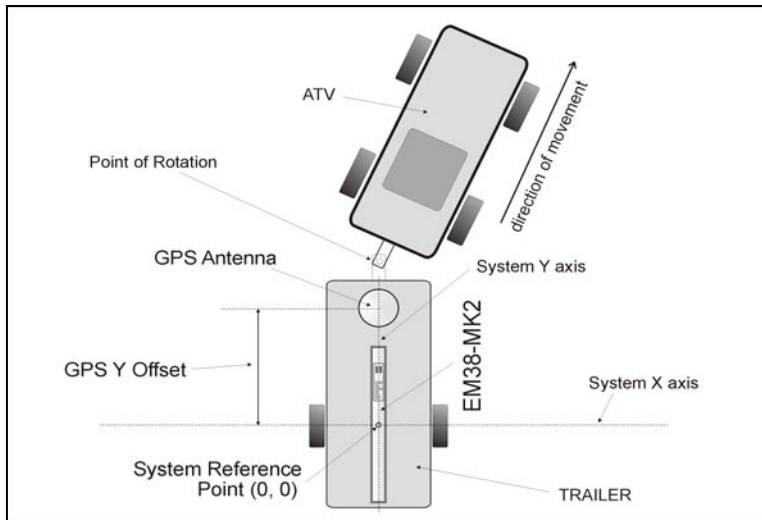 ATV
direction of movement
Point of Rotation
GPS Antenna
System Y axis
EM38-MK2
GPS Y Offset
System X axis
System Reference
Point (0, 0)
TRAILER